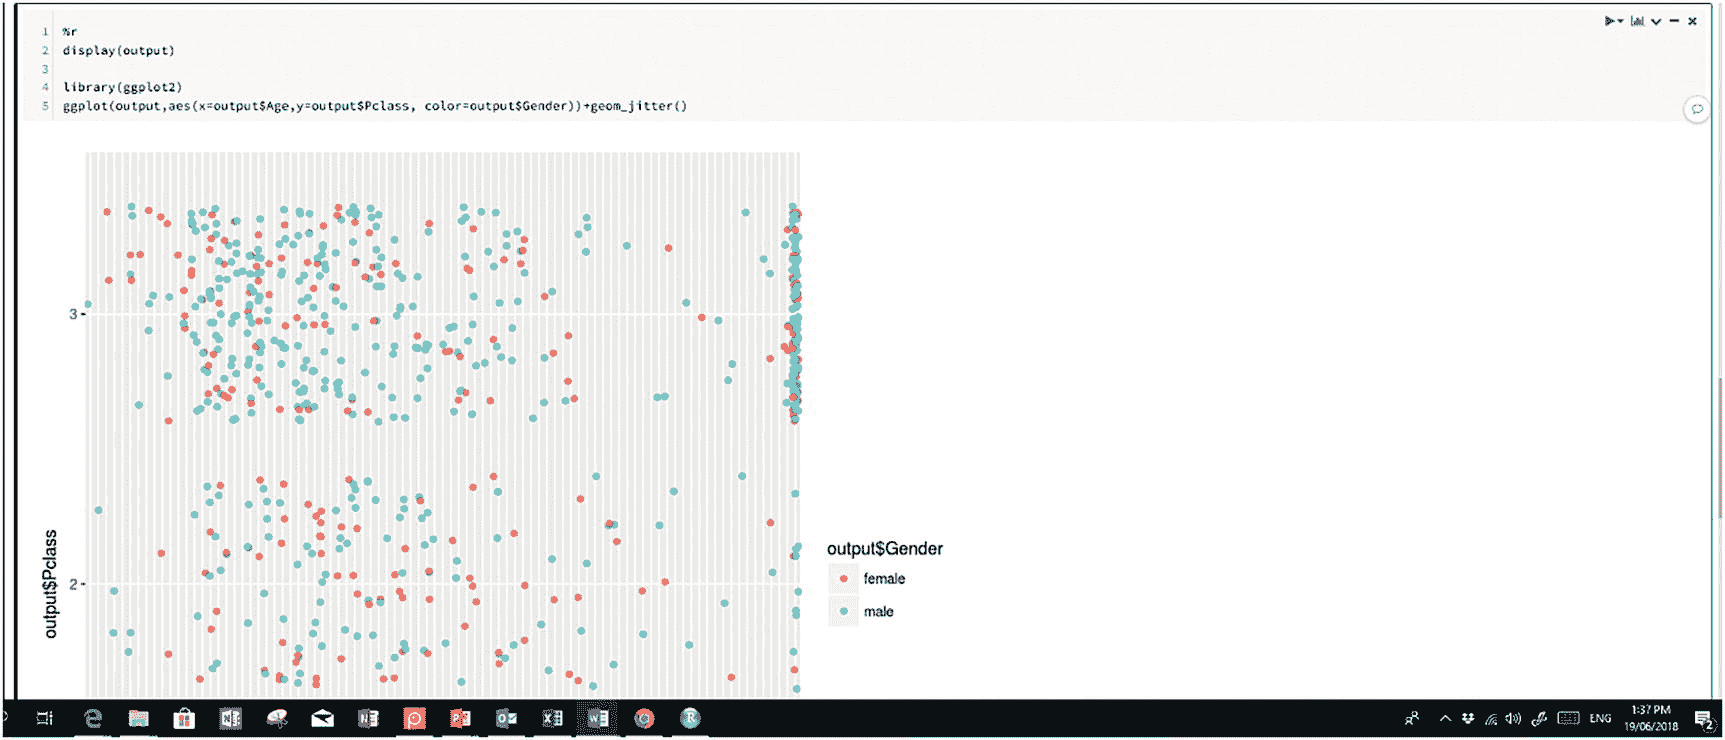 1 %r
2 display(output)
3
4 library(ggplot2)
5 ggplot(output,aes(x=output$Age,y=output$Pclass, color=output$Gender))+geom_jitter()
3
output$Pclass
2
output$Gender
female
male
ENG
1:37 PM
19/06/2018
2